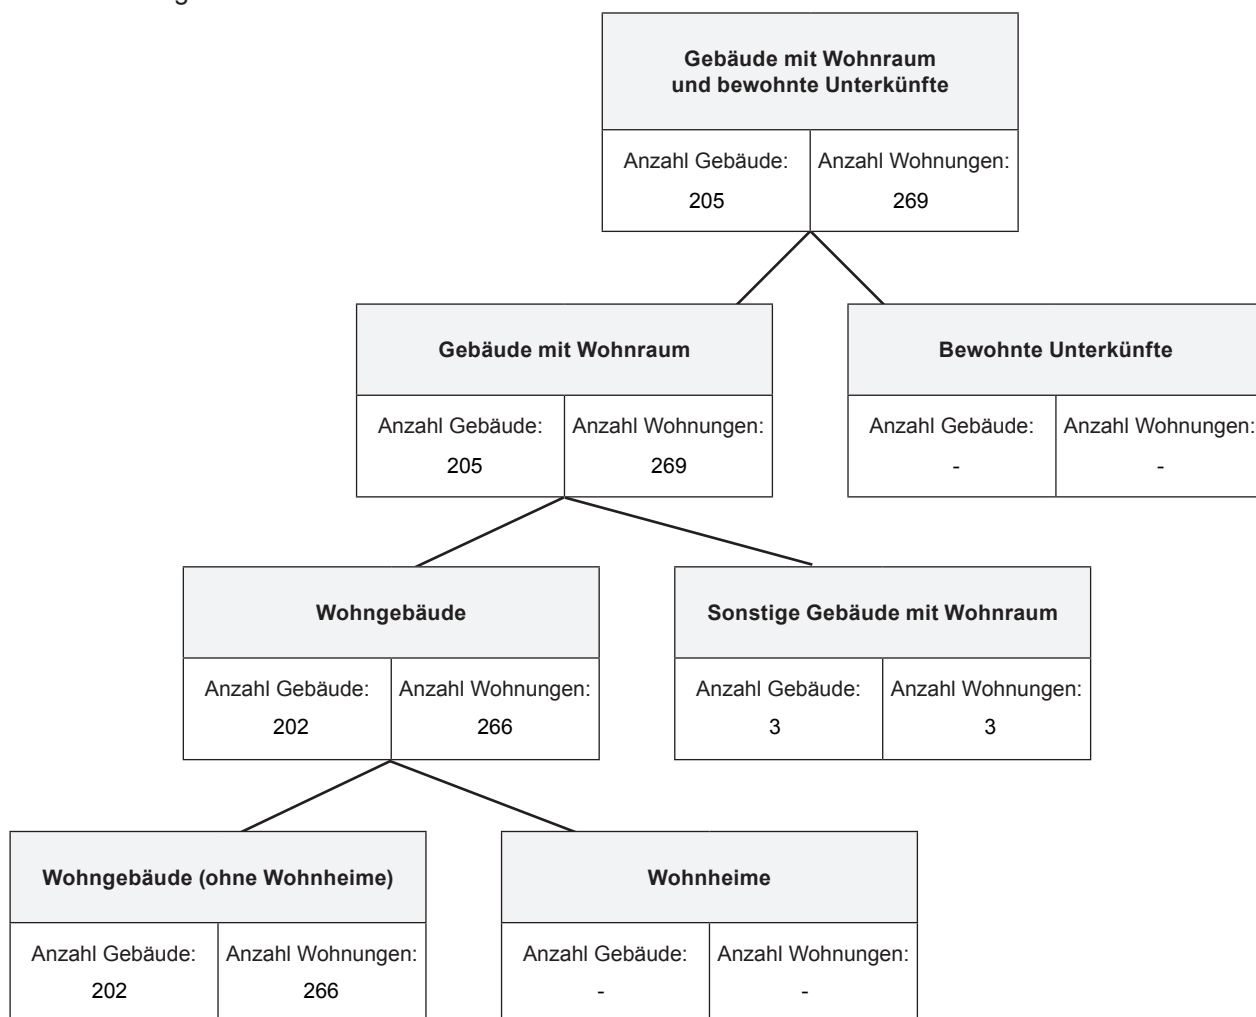 Gebäude mit Wohnraum
und bewohnte Unterkünfte
Anzahl Gebäude: Anzahl Wohnungen:
205 269
Gebäude mit Wohnraum
Bewohnte Unterkünfte
Anzahl Gebäude: Anzahl Wohnungen:
205 269
Anzahl Gebäude: Anzahl Wohnungen:
- -
Wohngebäude
Sonstige Gebäude mit Wohnraum
Anzahl Gebäude: Anzahl Wohnungen:
202 266
Anzahl Gebäude: Anzahl Wohnungen:
3 3
Wohngebäude (ohne Wohnheime)
Wohnheime
Anzahl Gebäude: Anzahl Wohnungen:
202 266
Anzahl Gebäude: Anzahl Wohnungen:
- -